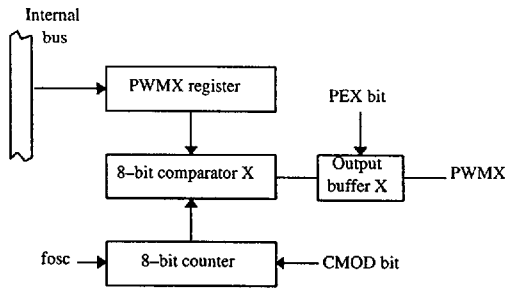 Internal
bus
PWMX register
PEX bit
8–bit comparator X
Output
buffer X
PWMX
fosc
8–bit counter
CMOD bit